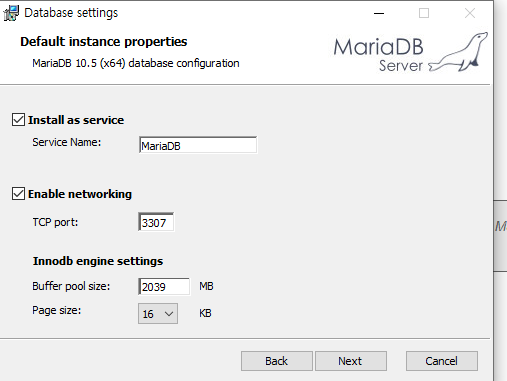 Database settings
Default instance properties
MariaDB 10.5 (x64) database configuration
MariaDB
Server
Install as service
Service Name: MariaDB
Enable networking
TCP port: 3307
Innodb engine settings
Buffer pool size: 2039 MB
Page size: 16 KB
Back Next Cancel
M